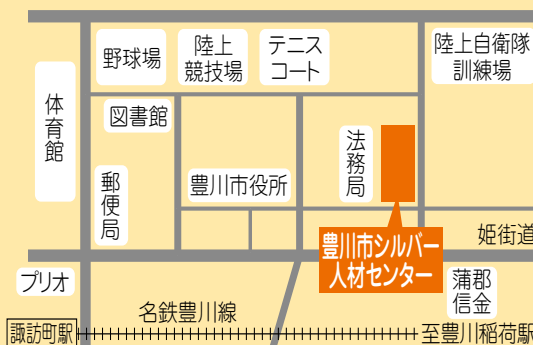 野球場
陸上
競技場
テニス
コート
陸上自衛隊
訓練場
体育館
図書館
郵便局
豊川市役所
法務局
豊川市シルバー
人材センター
姫街道
プリオ
蒲郡
信金
名鉄豊川線
諏訪町駅
至豊川稲荷駅